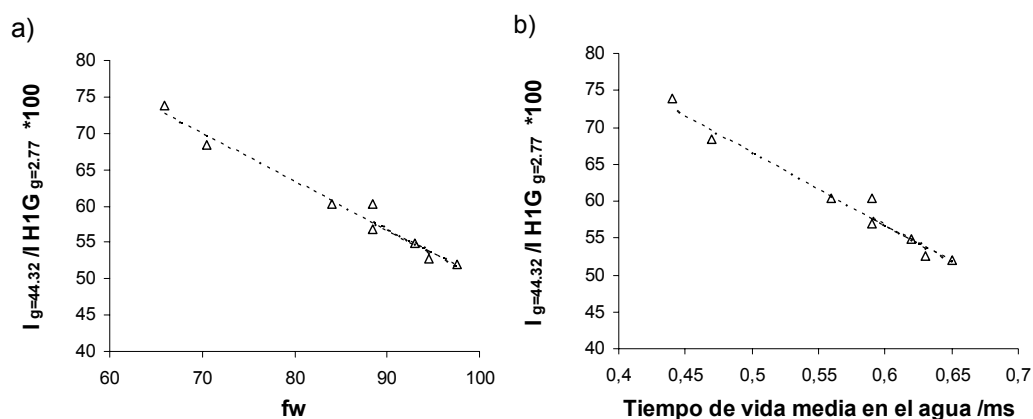 a)
I g=44.32 /I H1G g=2.77 *100
80
75
70
65
60
55
50
45
40
60 70 80 90 100
fw
b)
I g=44.32 /I H1G g=2.77 *100
80
75
70
65
60
55
50
45
40
0,4 0,45 0,5 0,55 0,6 0,65 0,7
Tiempo de vida media en el agua /ms